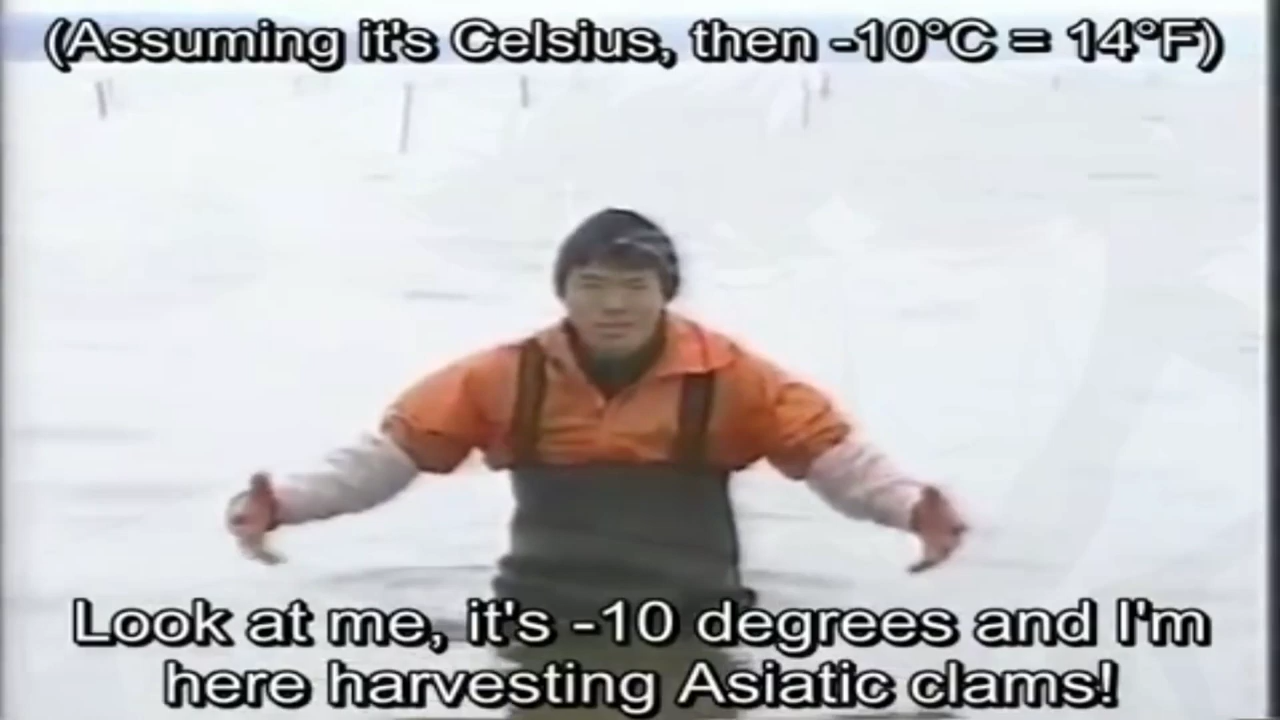 (Assuming it's Celsius, then -10°C = 14°F)
Look at me, it's -10 degrees and I'm
here harvesting Asiatic clams!